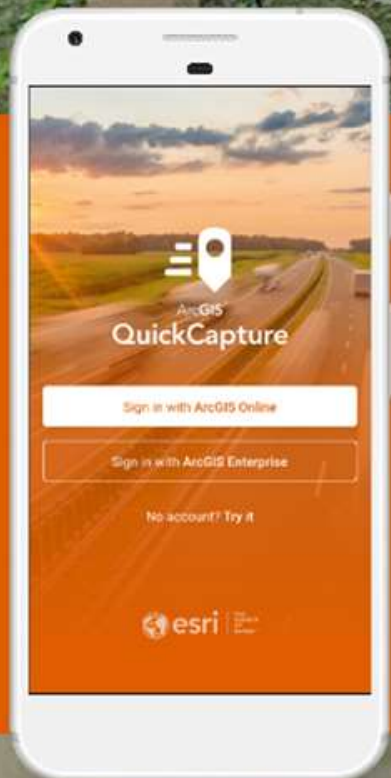 ArcGIS
QuickCapture
Sign in with ArcGIS Online
Sign in with ArcGIS Enterprise
No account? Try it
esri